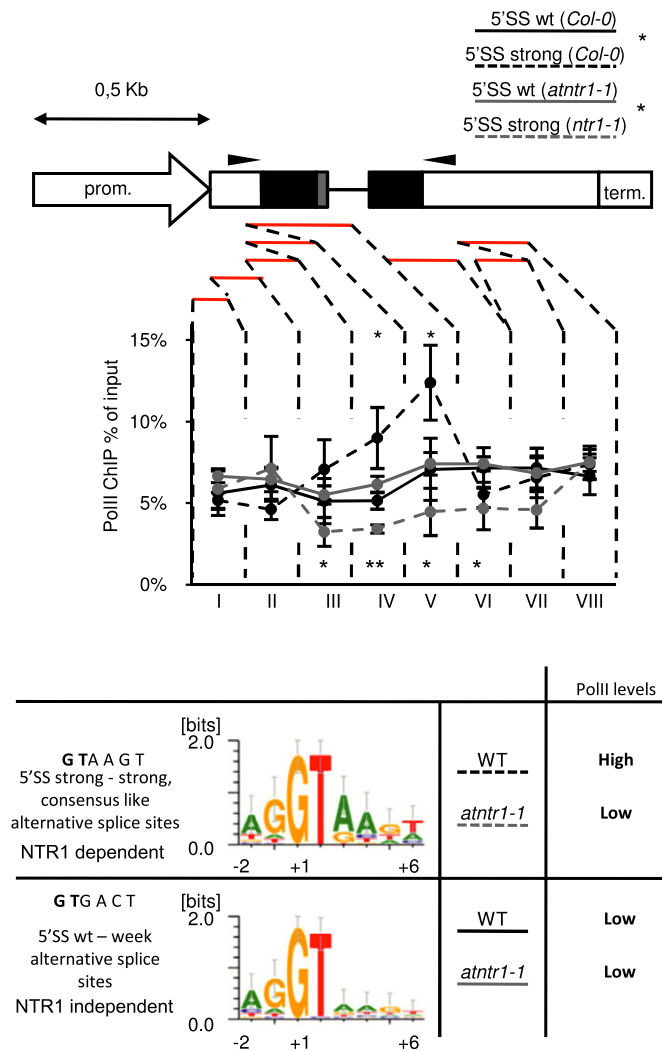 5'SS wt (Col-0)
*
5'SS strong (Col-0)
5'SS wt (atntr1-1)
*
5'SS strong (ntr1-1)
0,5 Kb
prom.
term.
15%
10%
5%
0%
PolII ChIP % of input
* *
* ** * *
I II III IV V VI VII VIII
PolII levels
[bits]
2.0
0.0
-2 +1 +6
G TA A G T
5'SS strong - strong,
consensus like
alternative splice sites
NTR1 dependent
WT
High
atntr1-1
Low
[bits]
2.0
0.0
-2 +1 +6
G TG A C T
5'SS wt – week
alternative splice
sites
NTR1 independent
WT
Low
atntr1-1
Low